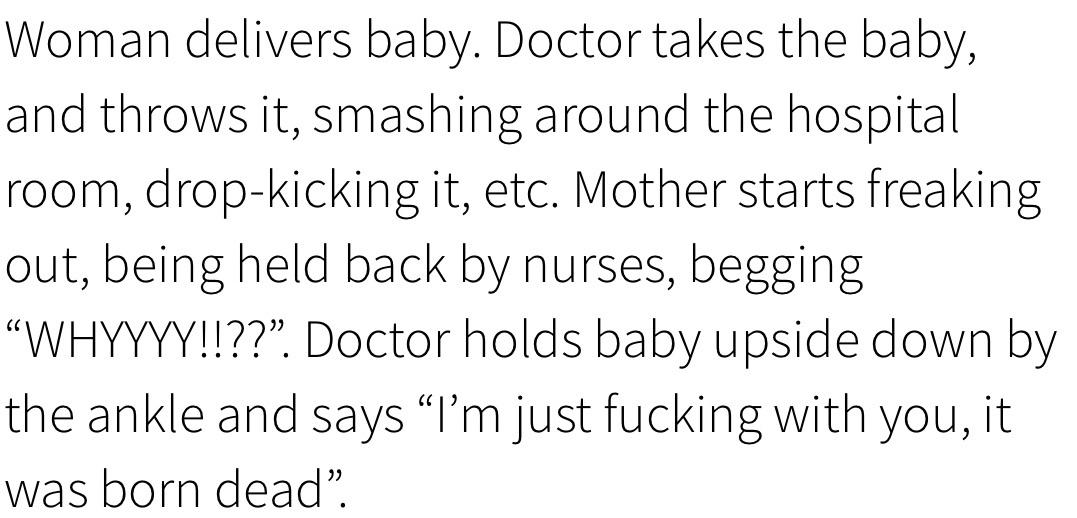 Woman delivers baby. Doctor takes the baby,
and throws it, smashing around the hospital
room, drop-kicking it, etc. Mother starts freaking
out, being held back by nurses, begging
“WHYYYY!!??”. Doctor holds baby upside down by
the ankle and says “I’m just fucking with you, it
was born dead”.